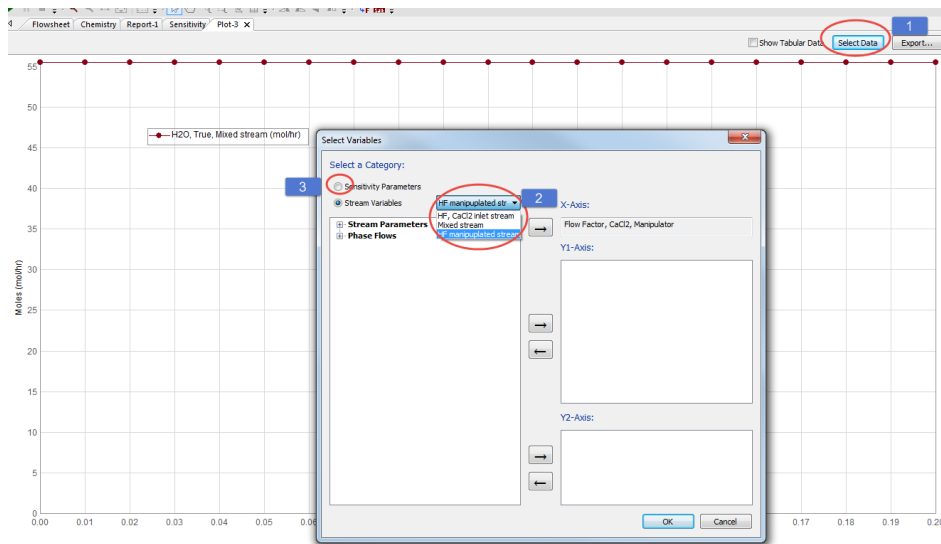 Flowsheet Chemistry Report-1 Sensitivity Plot-3 X
1
Show Tabular Data Select Data Export...
55
50
H2O, True, Mixed stream (mol/hr)
45
40
35
30
25
20
15
10
5
0
Moles (mol/hr)
0.00 0.01 0.02 0.03 0.04 0.05 0.06 0.17 0.18 0.19 0.20
Select Variables
Select a Category:
3
Sensitivity Parameters
Stream Variables HF manipuplated str 2
HF, CaCl2 inlet stream
Mixed stream
HF manipuplated stream
Stream Parameters
Phase Flows
X-Axis:
Flow Factor, CaCl2, Manipulator
Y1-Axis:
Y2-Axis:
OK Cancel